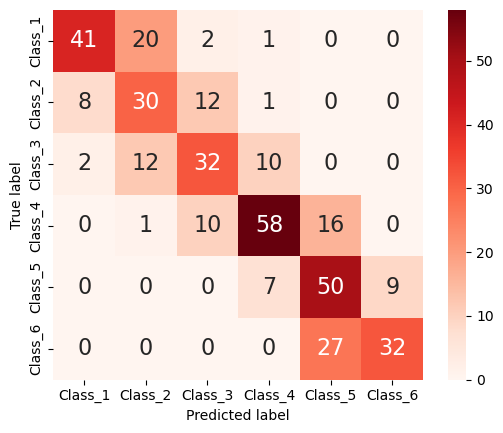 True label
Class_1 41 20 2 1 0 0
Class_2 8 30 12 1 0 0
Class_3 2 12 32 10 0 0
Class_4 0 1 10 58 16 0
Class_5 0 0 0 7 50 9
Class_6 0 0 0 0 27 32
Class_1 Class_2 Class_3 Class_4 Class_5 Class_6
Predicted label
50
40
30
20
10
0